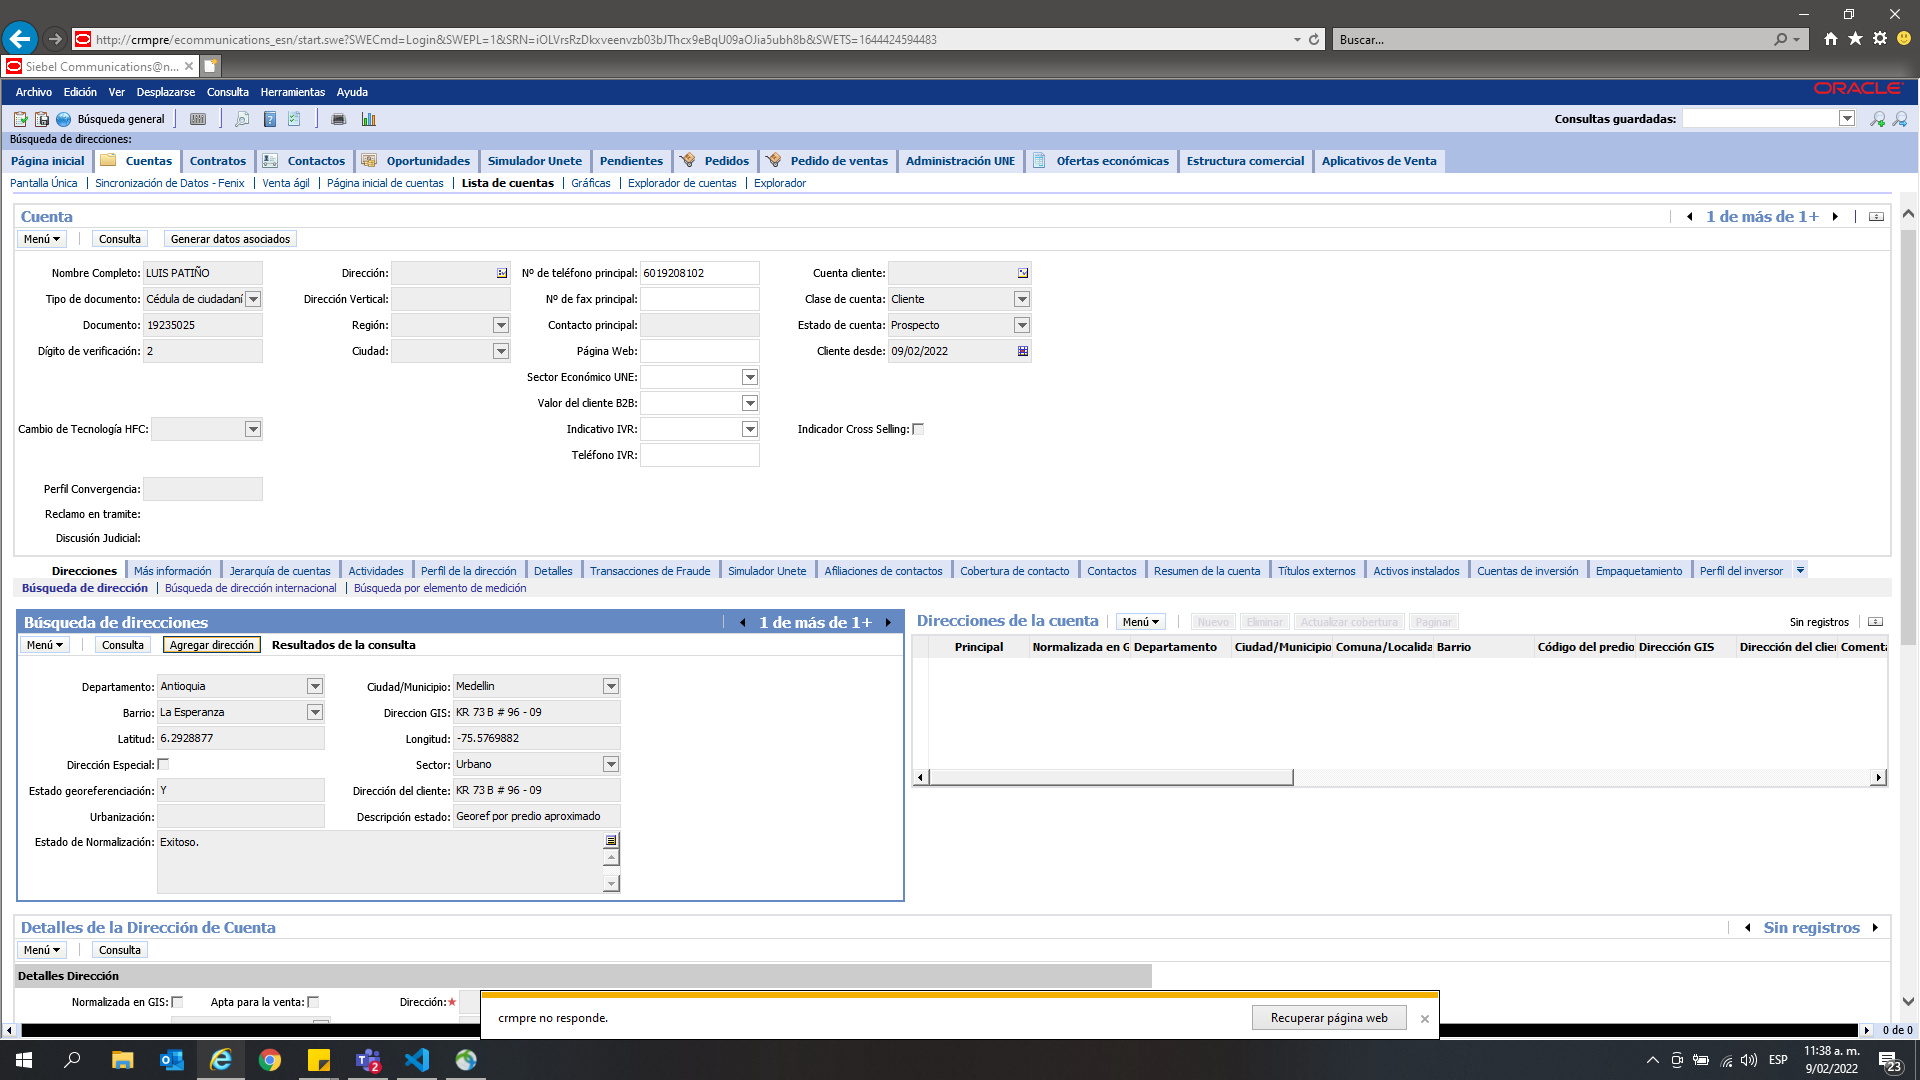 http://crmpre/ecommunications_esn/start.swe?SWECmd=Login&SWEPL=1&SRN=iOLVrsRzDkxveenvzb03bJThcx9eBqU09aOJia5ubh8b&SWETS=1644424594483
Buscar...
Siebel Communications@n...
Archivo Edición Ver Desplazarse Consulta Herramientas Ayuda
ORACLE
Búsqueda general
Consultas guardadas:
Búsqueda de direcciones:
Página inicial Cuentas Contratos Contactos Oportunidades Simulador Unete Pendientes Pedidos Pedido de ventas Administración UNE Ofertas económicas Estructura comercial Aplicativos de Venta
Pantalla Única Sincronización de Datos - Fenix Venta ágil Página inicial de cuentas Lista de cuentas Gráficas Explorador de cuentas Explorador
Cuenta
1 de más de 1+
Menú Consulta Generar datos asociados
Nombre Completo: LUIS PATIÑO Dirección: Nº de teléfono principal: 6019208102 Cuenta cliente:
Tipo de documento: Cédula de ciudadaní Dirección Vertical: Nº de fax principal: Clase de cuenta: Cliente
Documento: 19235025 Región: Contacto principal: Estado de cuenta: Prospecto
Dígito de verificación: 2 Ciudad: Página Web: Cliente desde: 09/02/2022
Sector Económico UNE:
Valor del cliente B2B:
Cambio de Tecnología HFC: Indicativo IVR: Indicador Cross Selling:
Teléfono IVR:
Perfil Convergencia:
Reclamo en tramite:
Discusión Judicial:
Direcciones Más información Jerarquía de cuentas Actividades Perfil de la dirección Detalles Transacciones de Fraude Simulador Unete Afiliaciones de contactos Cobertura de contacto Contactos Resumen de la cuenta Títulos externos Activos instalados Cuentas de inversión Empaquetamiento Perfil del inversor
Búsqueda de dirección Búsqueda de dirección internacional Búsqueda por elemento de medición
Búsqueda de direcciones
1 de más de 1+
Menú Consulta Agregar dirección Resultados de la consulta
Departamento: Antioquia Ciudad/Municipio: Medellin
Barrio: La Esperanza Direccion GIS: KR 73 B # 96 - 09
Latitud: 6.2928877 Longitud: -75.5769882
Dirección Especial: Sector: Urbano
Estado georeferenciación: Y Dirección del cliente: KR 73 B # 96 - 09
Urbanización: Descripción estado: Georef por predio aproximado
Estado de Normalización: Exitoso.
Direcciones de la cuenta Menú Nuevo Eliminar Actualizar cobertura Paginar Sin registros
Principal Normalizada en G Departamento Ciudad/Municipio Comuna/Localida Barrio Código del predio Dirección GIS Dirección del clie Comenta
Detalles de la Dirección de Cuenta
Sin registros
Menú Consulta
Detalles Dirección
Normalizada en GIS: Apta para la venta: Dirección:*
crmpre no responde.
Recuperar página web
0 de 0
2
ESP
11:38 a. m.
9/02/2022
23